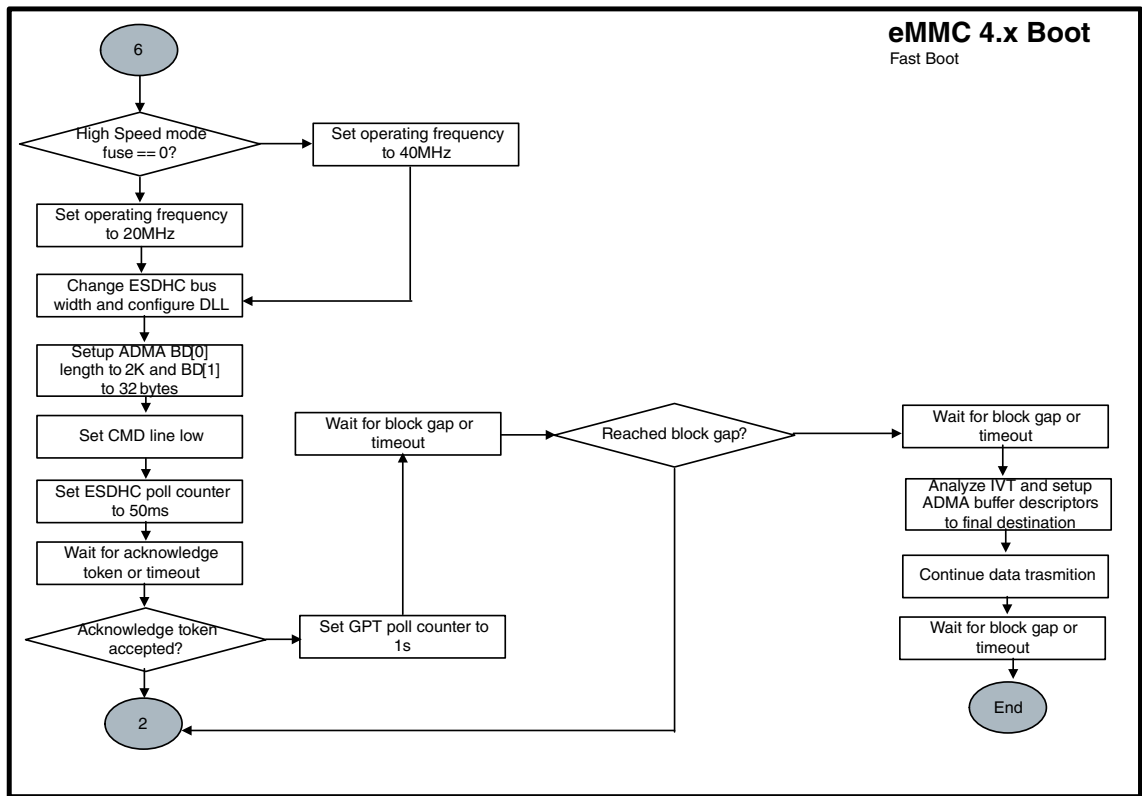 eMMC 4.x Boot
Fast Boot
6
High Speed mode
fuse == 0?
Set operating frequency
to 40MHz
Set operating frequency
to 20MHz
Change ESDHC bus
width and configure DLL
Setup ADMA BD[0]
length to 2K and BD[1]
to 32 bytes
Set CMD line low
Set ESDHC poll counter
to 50ms
Wait for acknowledge
token or timeout
Acknowledge token
accepted?
2
Set GPT poll counter to
1s
Wait for block gap or
timeout
Reached block gap?
Wait for block gap or
timeout
Analyze IVT and setup
ADMA buffer descriptors
to final destination
Continue data trasmition
Wait for block gap or
timeout
End